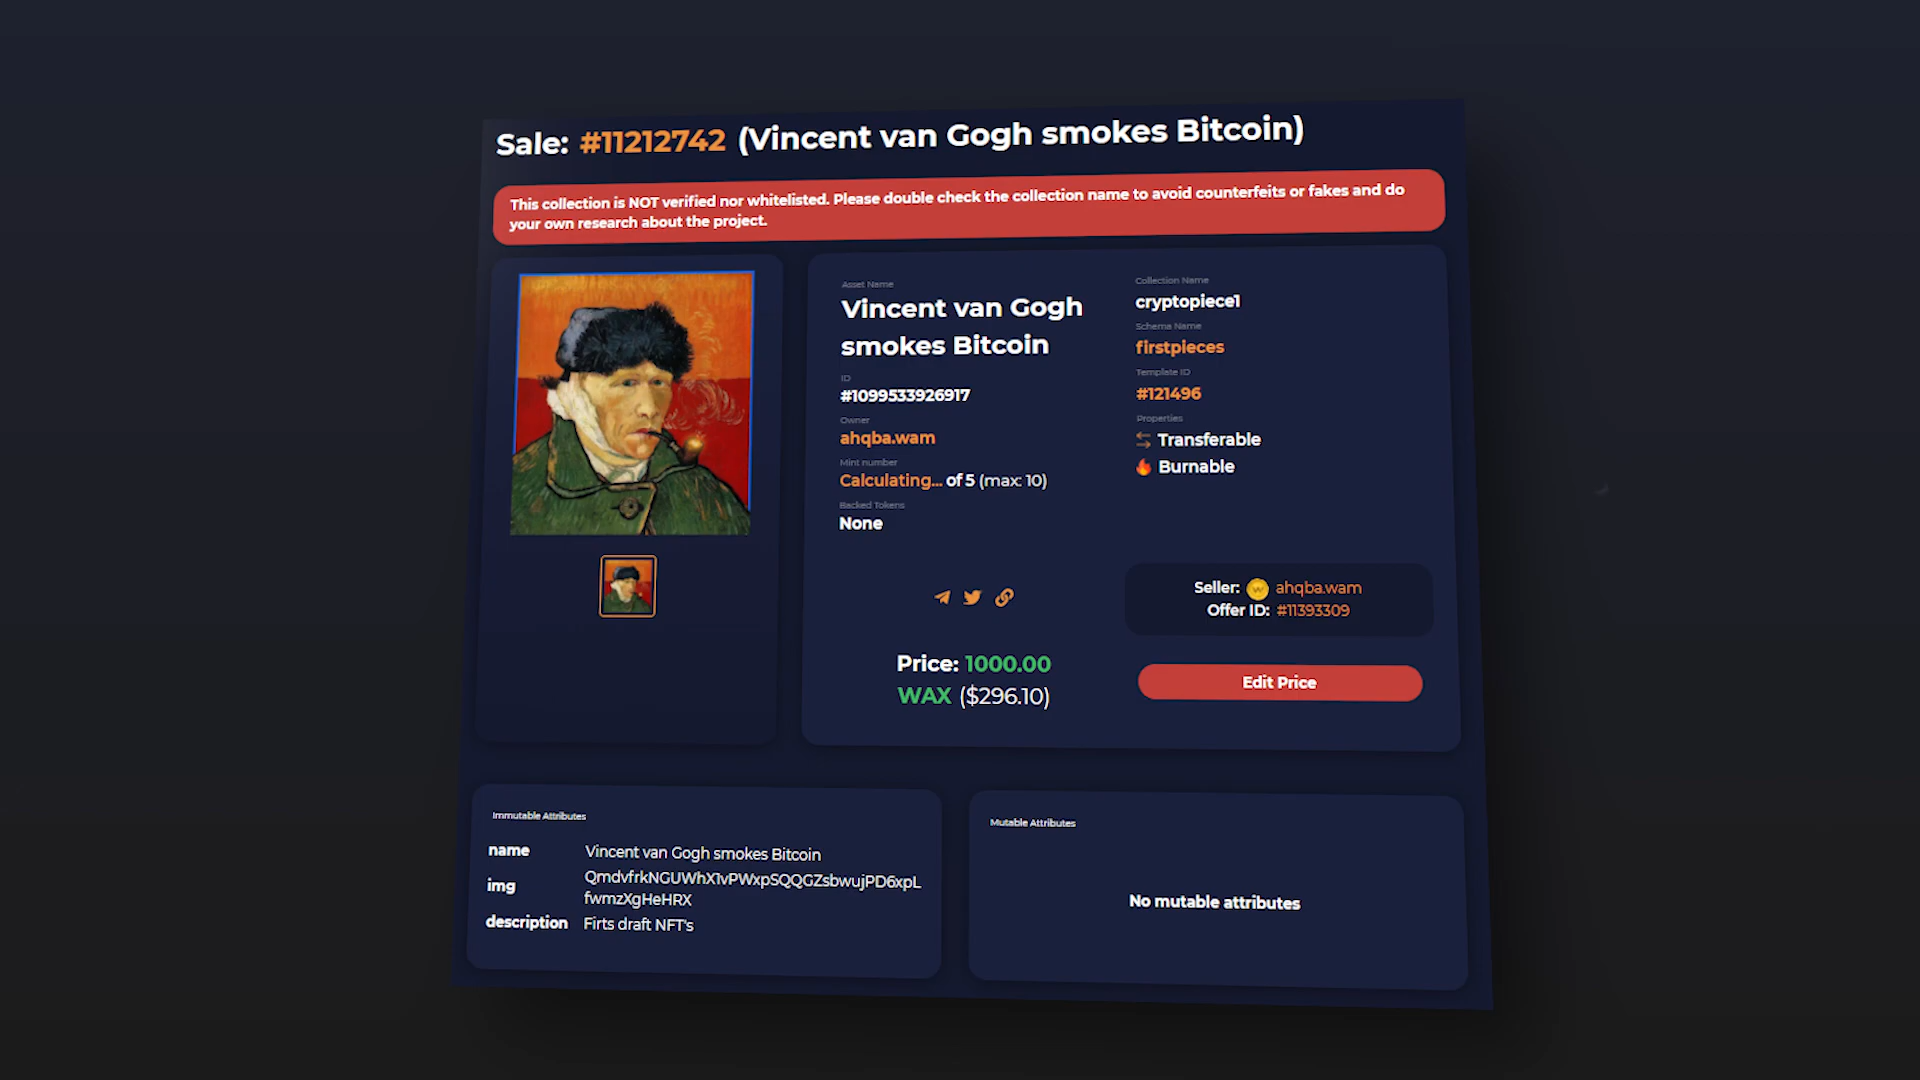 Sale: #11212742 (Vincent van Gogh smokes Bitcoin)
This collection is NOT verified nor whitelisted. Please double check the collection name to avoid counterfeits or fakes and do
your own research about the project.
Asset Name
Vincent van Gogh
smokes Bitcoin
ID
#1099533926917
Owner
ahqba.wam
Mint number
Calculating... of 5 (max: 10)
Backed Tokens
None
Collection Name
cryptopiece1
Schema Name
firstpieces
Template ID
#121496
Properties
Transferable
Burnable
Seller: ahqba.wam
Offer ID: #11393309
Price: 1000.00
WAX ($296.10)
Edit Price
Immutable Attributes
name Vincent van Gogh smokes Bitcoin
img QmdvfrkNGUWhX1vPWxpSQQGZsbwujPD6xpL
fwmzXgHeHRX
description Firts draft NFT's
Mutable Attributes
No mutable attributes